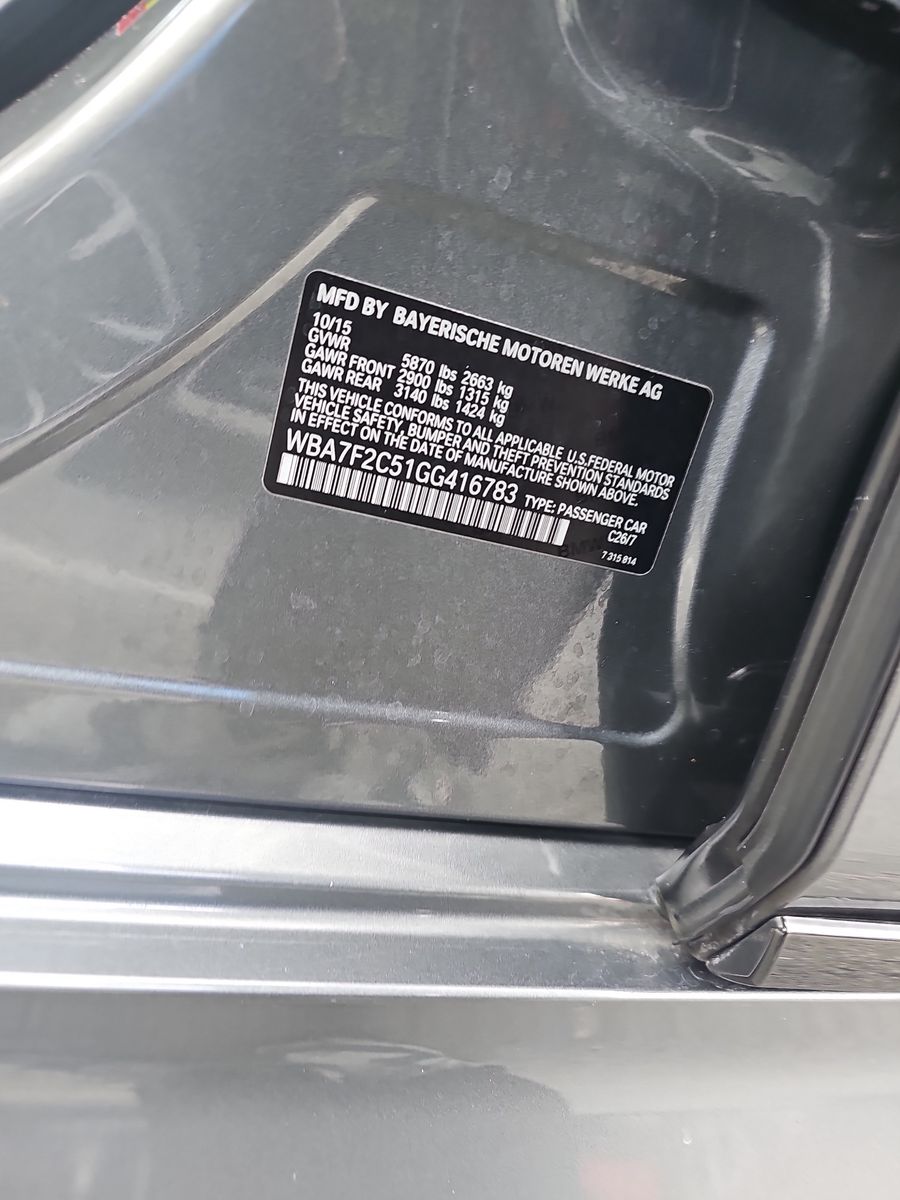 MFD BY BAYERISCHE MOTOREN WERKE AG
10/15
GVWR 5870 lbs 2663 kg
GAWR FRONT 2900 lbs 1315 kg
GAWR REAR 3140 lbs 1424 kg
THIS VEHICLE CONFORMS TO ALL APPLICABLE U.S.FEDERAL MOTOR
VEHICLE SAFETY, BUMPER AND THEFT PREVENTION STANDARDS
IN EFFECT ON THE DATE OF MANUFACTURE SHOWN ABOVE.
WBA7F2C51GG416783 TYPE: PASSENGER CAR
C26/7
7 315 814